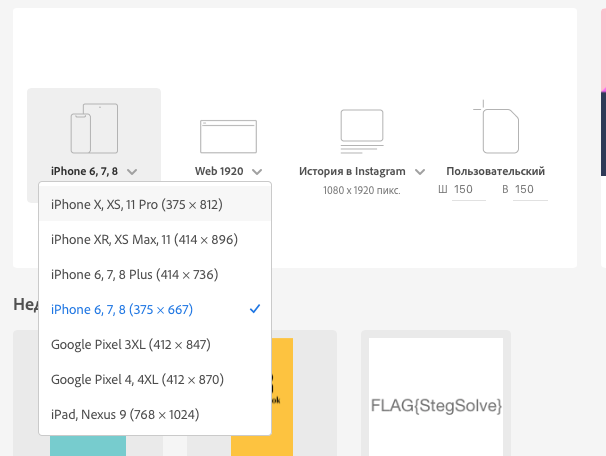 iPhone 6, 7, 8
Web 1920
История в Instagram
Пользовательский
1080 x 1920 пикс.
Ш 150
В 150
iPhone X, XS, 11 Pro (375 × 812)
iPhone XR, XS Max, 11 (414 × 896)
iPhone 6, 7, 8 Plus (414 × 736)
iPhone 6, 7, 8 (375 × 667)
Google Pixel 3XL (412 × 847)
Google Pixel 4, 4XL (412 × 870)
iPad, Nexus 9 (768 × 1024)
FLAG{StegSolve}